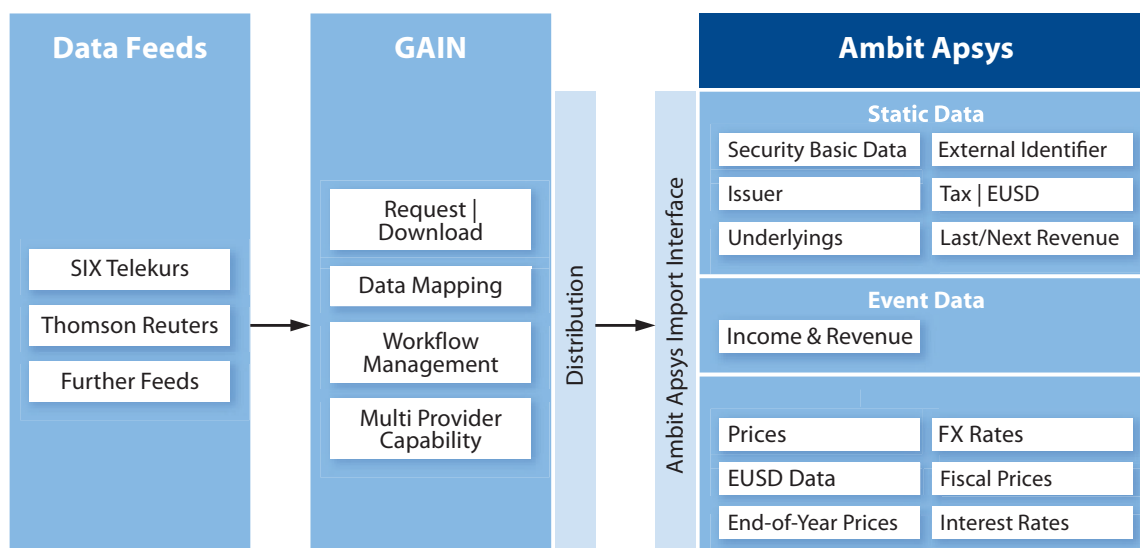 Data Feeds
SIX Telekurs
Thomson Reuters
Further Feeds
GAIN
Request |
Download
Data Mapping
Workflow
Management
Multi Provider
Capability
Distribution
Ambit Apsys Import Interface
Ambit Apsys
Static Data
Security Basic Data
External Identifier
Issuer
Tax | EUSD
Underlyings
Last/Next Revenue
Event Data
Income & Revenue
Prices
FX Rates
EUSD Data
Fiscal Prices
End-of-Year Prices
Interest Rates